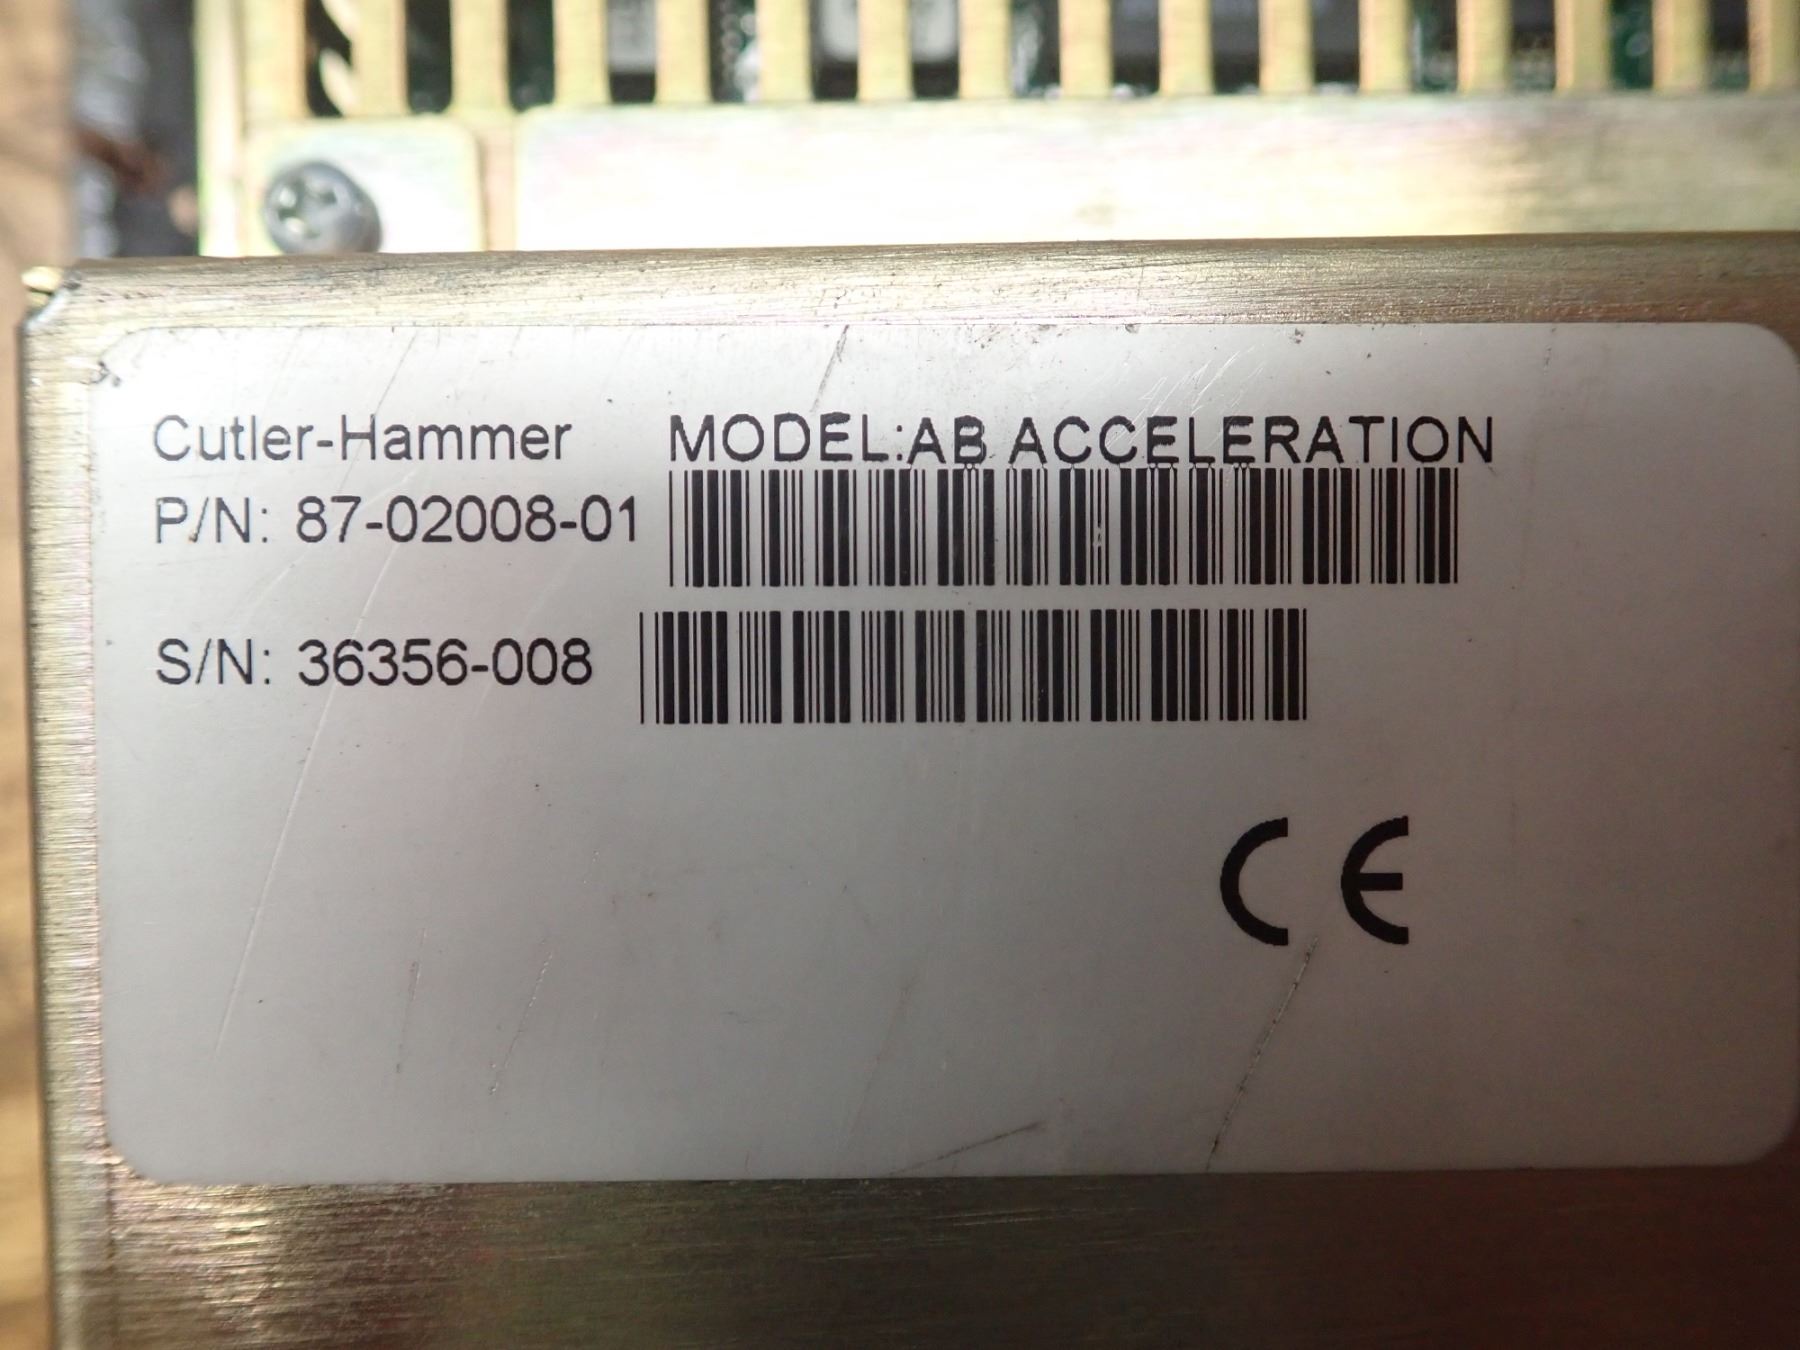 Cutler-Hammer MODEL:AB ACCELERATION
P/N: 87-02008-01
S/N: 36356-008
CE